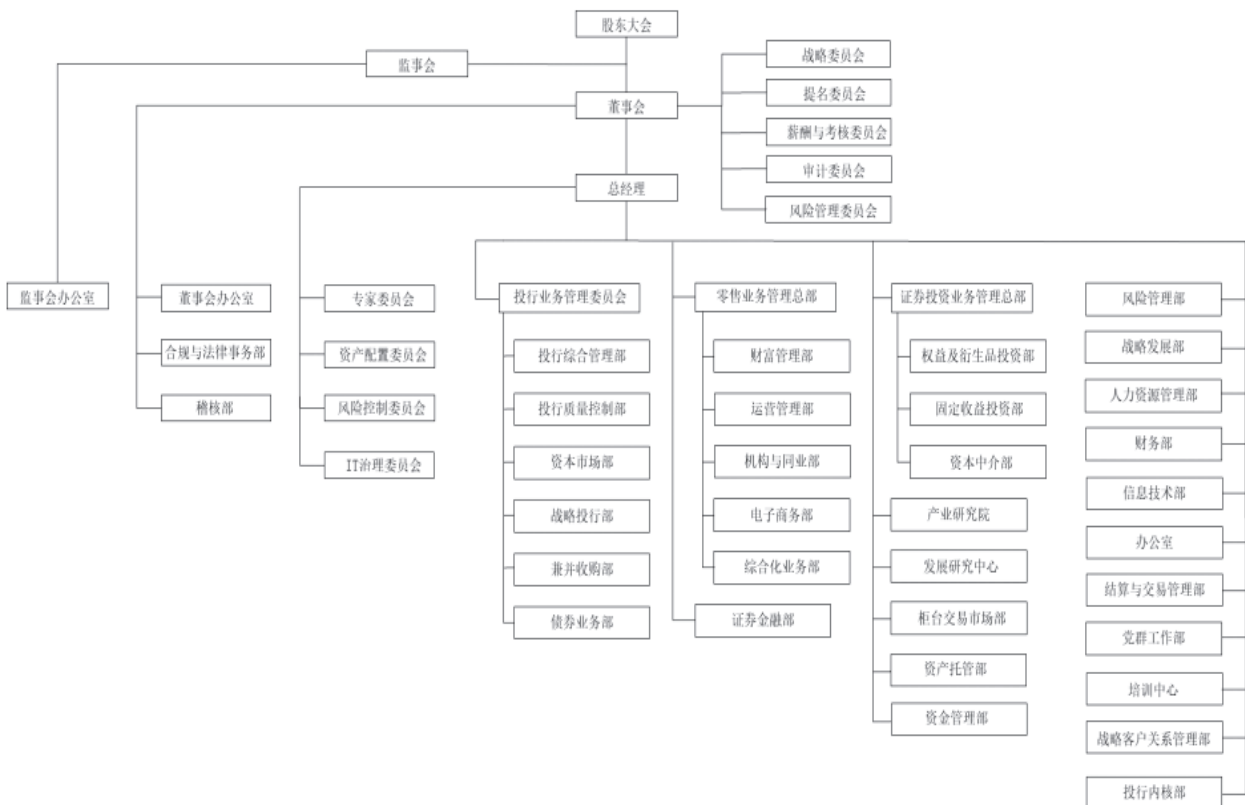 股东大会
监事会
董事会
战略委员会
提名委员会
薪酬与考核委员会
审计委员会
风险管理委员会
总经理
监事会办公室
董事会办公室
合规与法律事务部
稽核部
专家委员会
资产配置委员会
风险控制委员会
IT治理委员会
投行业务管理委员会
投行综合管理部
投行质量控制部
资本市场部
战略投行部
兼并收购部
债券业务部
零售业务管理总部
财富管理部
运营管理部
机构与同业部
电子商务部
综合化业务部
证券金融部
证券投资业务管理总部
权益及衍生品投资部
固定收益投资部
资本中介部
产业研究院
发展研究中心
柜台交易市场部
资产托管部
资金管理部
风险管理部
战略发展部
人力资源管理部
财务部
信息技术部
办公室
结算与交易管理部
党群工作部
培训中心
战略客户关系管理部
投行内核部